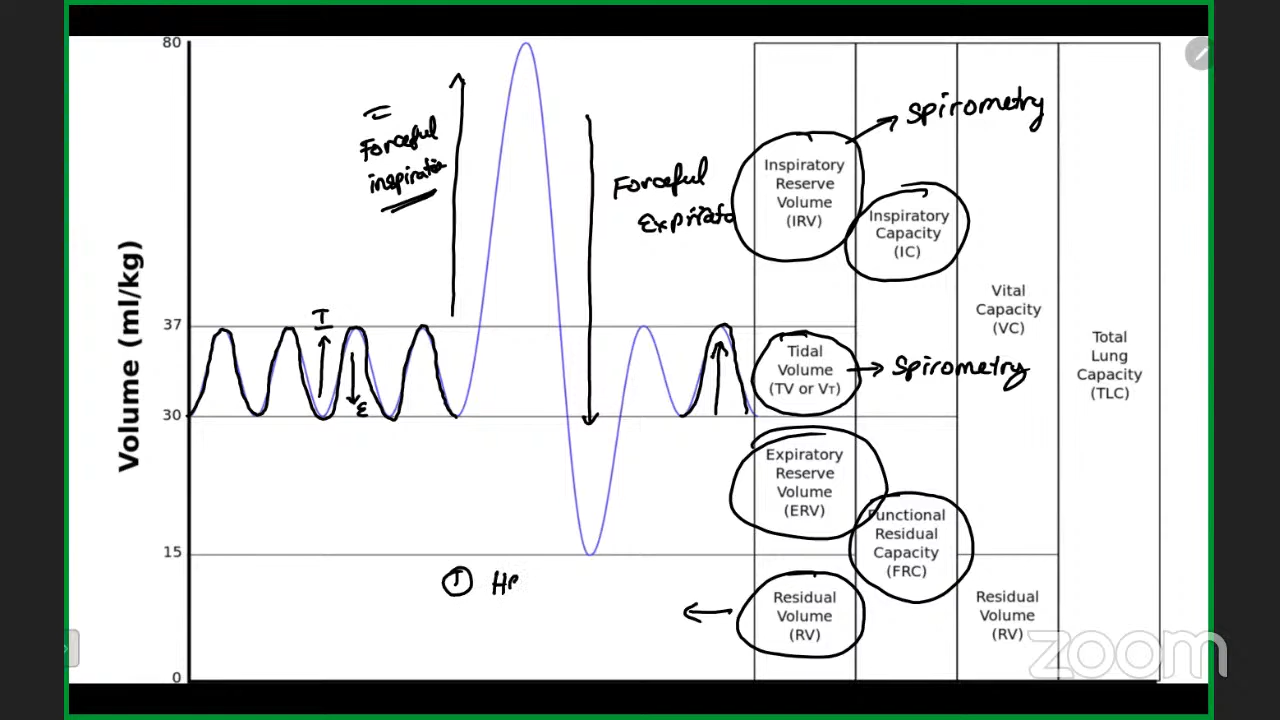 80
Spirometry
Forceful
inspiration
Inspiratory
Reserve
Volume
(IRV)
Forceful
Inspiratory
Capacity
(IC)
Volume (ml/kg)
Vital
Capacity
(VC)
37
I
Tidal
Volume
(TV or VT)
Spirometry
Total
Lung
Capacity
(TLC)
E
30
Expiratory
Reserve
Volume
(ERV)
Functional
Residual
Capacity
(FRC)
15
① He
Residual
Volume
(RV)
Residual
Volume
(RV)
0
zoom